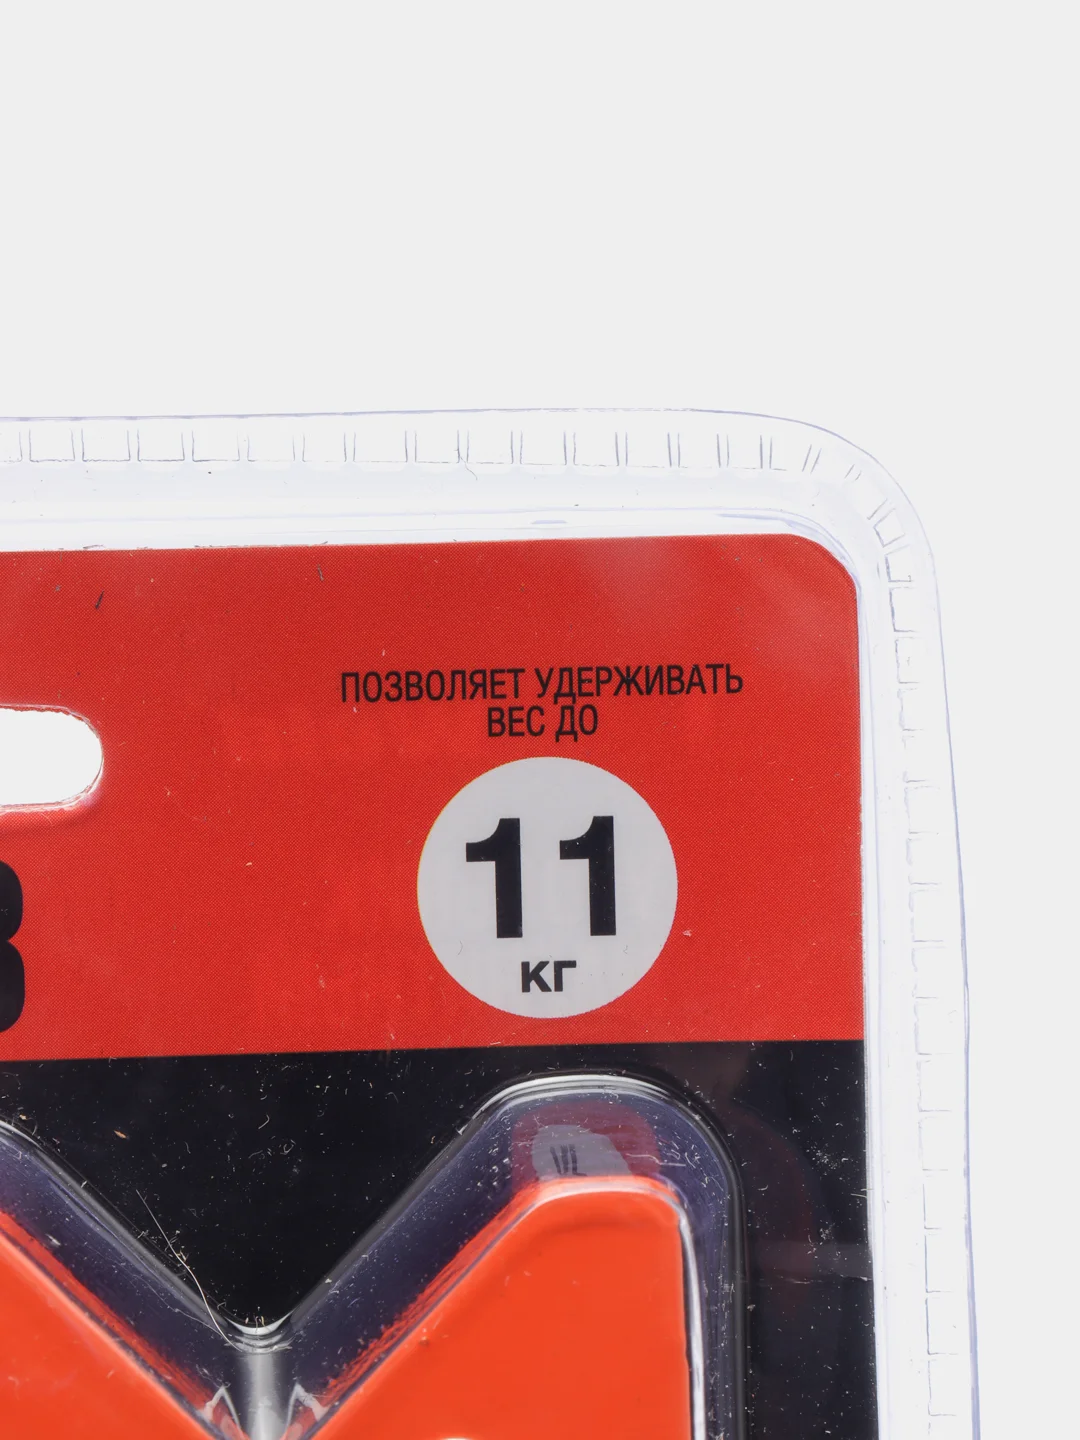 ПОЗВОЛЯЕТ УДЕРЖИВАТЬ
ВЕС ДО
11
кг